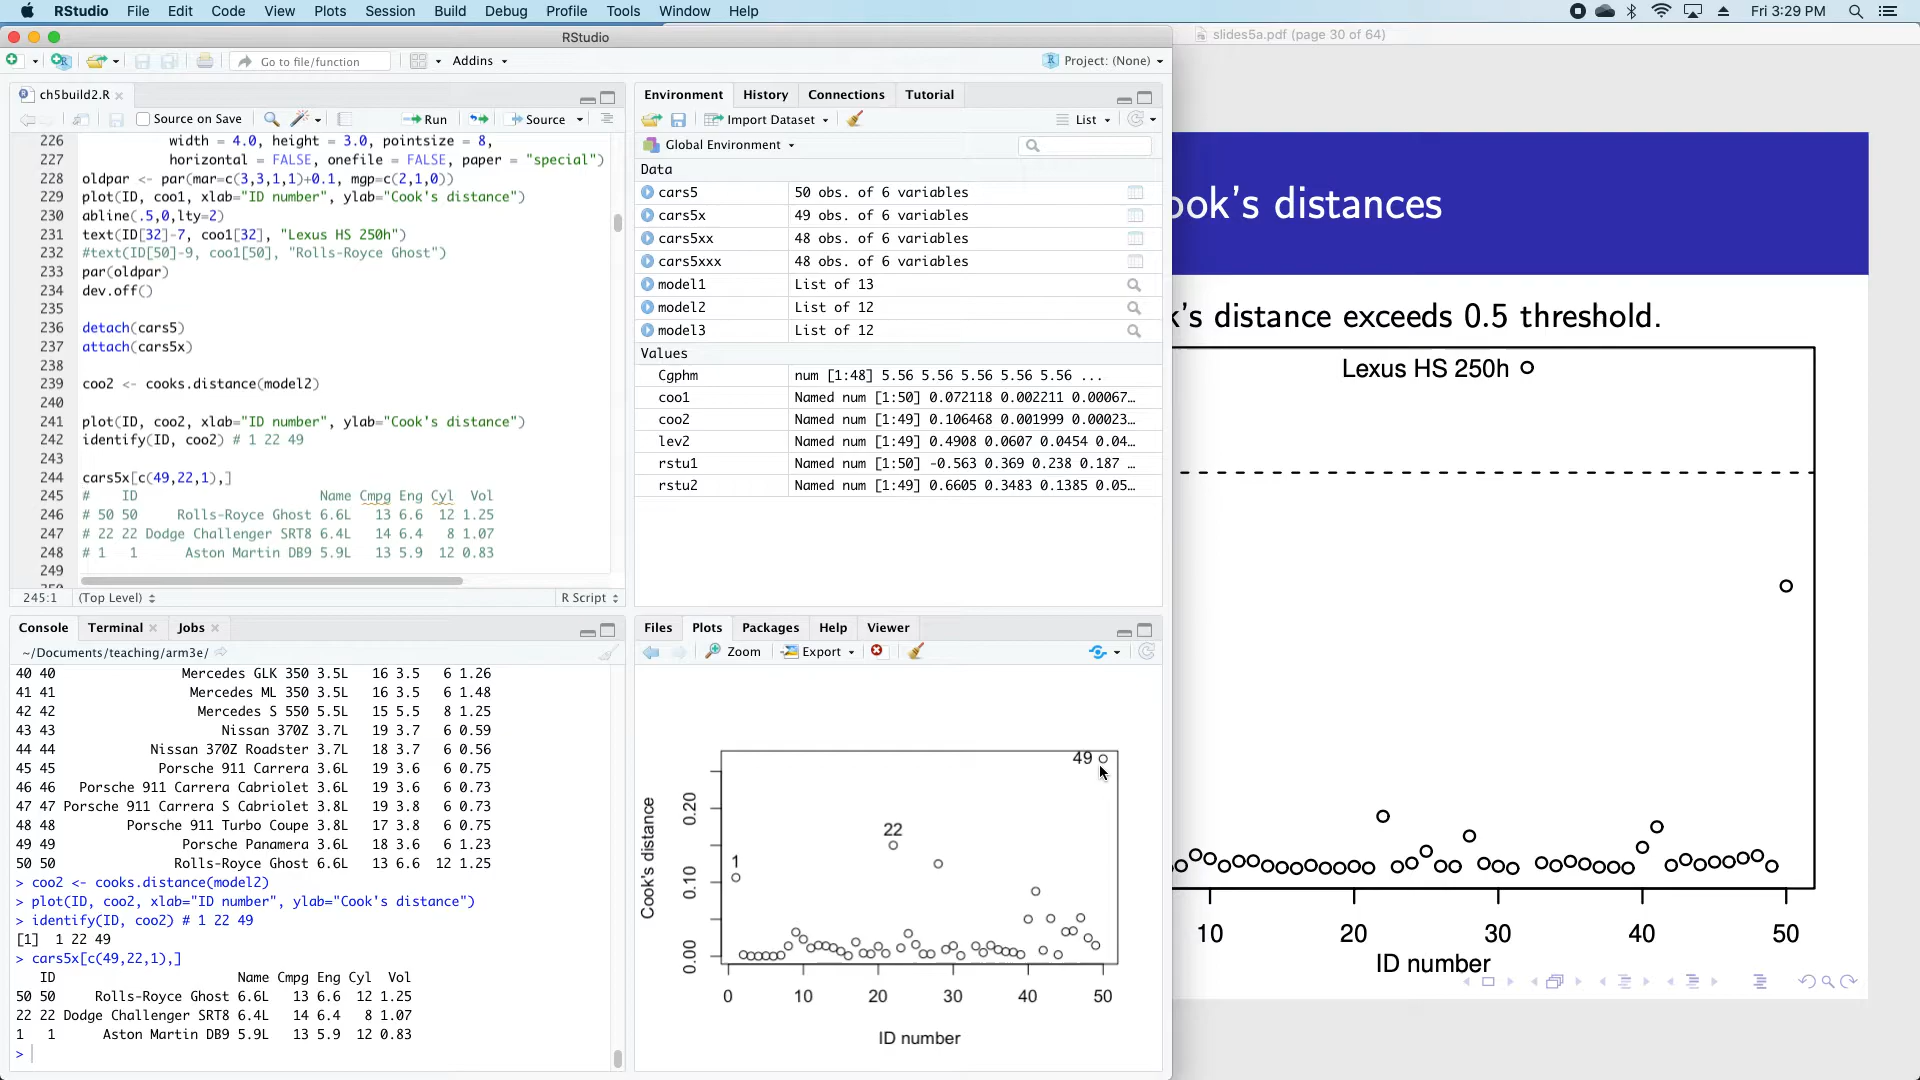 RStudio File Edit Code View Plots Session Build Debug Profile Tools Window Help Fri 3:29 PM
RStudio
slides5a.pdf (page 30 of 64)
Go to file/function Addins Project: (None)
ch5build2.R
Source on Save Run Source
226 width = 4.0, height = 3.0, pointsize = 8,
227 horizontal = FALSE, onefile = FALSE, paper = "special")
228 oldpar <- par(mar=c(3,3,1,1)+0.1, mgp=c(2,1,0))
229 plot(ID, coo1, xlab="ID number", ylab="Cook's distance")
230 abline(.5,0,lty=2)
231 text(ID[32]-7, coo1[32], "Lexus HS 250h")
232 #text(ID[50]-9, coo1[50], "Rolls-Royce Ghost")
233 par(oldpar)
234 dev.off()
235
236 detach(cars5)
237 attach(cars5x)
238
239 coo2 <- cooks.distance(model2)
240
241 plot(ID, coo2, xlab="ID number", ylab="Cook's distance")
242 identify(ID, coo2) # 1 22 49
243
244 cars5x[c(49,22,1),]
245 # ID Name Cmpg Eng Cyl Vol
246 # 50 50 Rolls-Royce Ghost 6.6L 13 6.6 12 1.25
247 # 22 22 Dodge Challenger SRT8 6.4L 14 6.4 8 1.07
248 # 1 1 Aston Martin DB9 5.9L 13 5.9 12 0.83
249
245:1 (Top Level) R Script
Console Terminal Jobs
~/Documents/teaching/arm3e/
40 40 Mercedes GLK 350 3.5L 16 3.5 6 1.26
41 41 Mercedes ML 350 3.5L 16 3.5 6 1.48
42 42 Mercedes S 550 5.5L 15 5.5 8 1.25
43 43 Nissan 370Z 3.7L 19 3.7 6 0.59
44 44 Nissan 370Z Roadster 3.7L 18 3.7 6 0.56
45 45 Porsche 911 Carrera 3.6L 19 3.6 6 0.75
46 46 Porsche 911 Carrera Cabriolet 3.6L 19 3.6 6 0.73
47 47 Porsche 911 Carrera S Cabriolet 3.8L 19 3.8 6 0.73
48 48 Porsche 911 Turbo Coupe 3.8L 17 3.8 6 0.75
49 49 Porsche Panamera 3.6L 18 3.6 6 1.23
50 50 Rolls-Royce Ghost 6.6L 13 6.6 12 1.25
> coo2 <- cooks.distance(model2)
> plot(ID, coo2, xlab="ID number", ylab="Cook's distance")
> identify(ID, coo2) # 1 22 49
[1] 1 22 49
> cars5x[c(49,22,1),]
ID Name Cmpg Eng Cyl Vol
50 50 Rolls-Royce Ghost 6.6L 13 6.6 12 1.25
22 22 Dodge Challenger SRT8 6.4L 14 6.4 8 1.07
1 1 Aston Martin DB9 5.9L 13 5.9 12 0.83
>
Environment History Connections Tutorial
Import Dataset List
Global Environment
Data
cars5 50 obs. of 6 variables
cars5x 49 obs. of 6 variables
cars5xx 48 obs. of 6 variables
cars5xxx 48 obs. of 6 variables
model1 List of 13
model2 List of 12
model3 List of 12
Values
Cgphm num [1:48] 5.56 5.56 5.56 5.56 5.56 ...
coo1 Named num [1:50] 0.072118 0.002211 0.00067…
coo2 Named num [1:49] 0.106468 0.001999 0.00023…
lev2 Named num [1:49] 0.4908 0.0607 0.0454 0.04…
rstu1 Named num [1:50] -0.563 0.369 0.238 0.187 …
rstu2 Named num [1:49] 0.6605 0.3483 0.1385 0.05…
Files Plots Packages Help Viewer
Zoom Export
49
22
1
Cook's distance
0.20
0.10
0.00
0 10 20 30 40 50
ID number
ook's distances
k's distance exceeds 0.5 threshold.
Lexus HS 250h
10 20 30 40 50
ID number